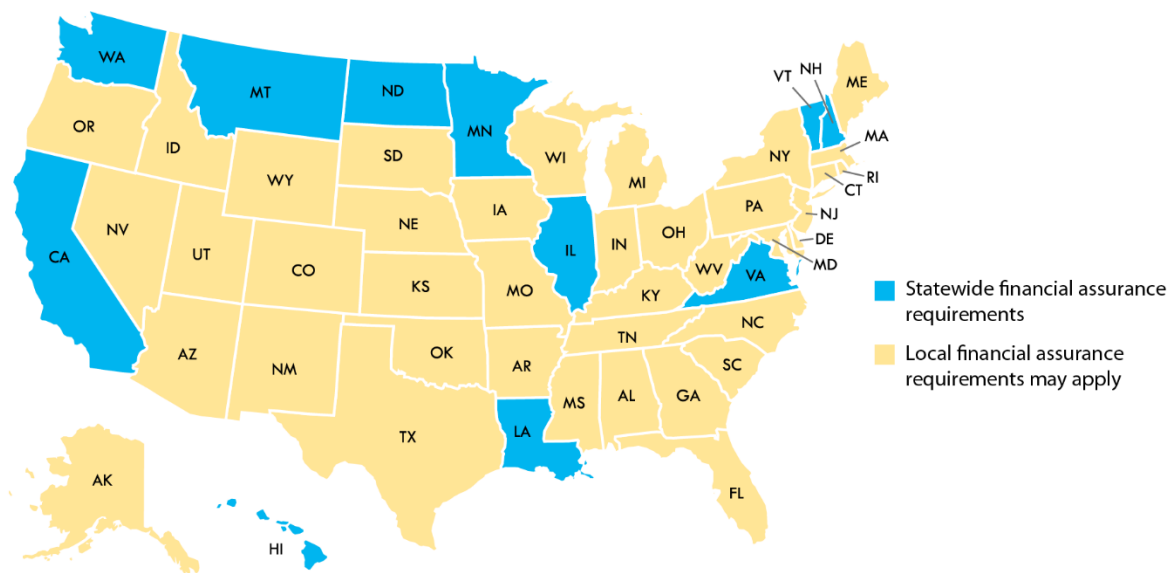 WA
MT
ND
MN
VT
NH
ME
OR
ID
SD
WI
MI
NY
MA
RI
CT
WY
IA
PA
NJ
NE
DE
MD
NV
UT
CO
IL
IN
OH
WV
VA
CA
KS
MO
KY
NC
TN
AZ
NM
OK
AR
SC
MS
AL
GA
LA
TX
FL
AK
HI
Statewide financial assurance
requirements
Local financial assurance
requirements may apply